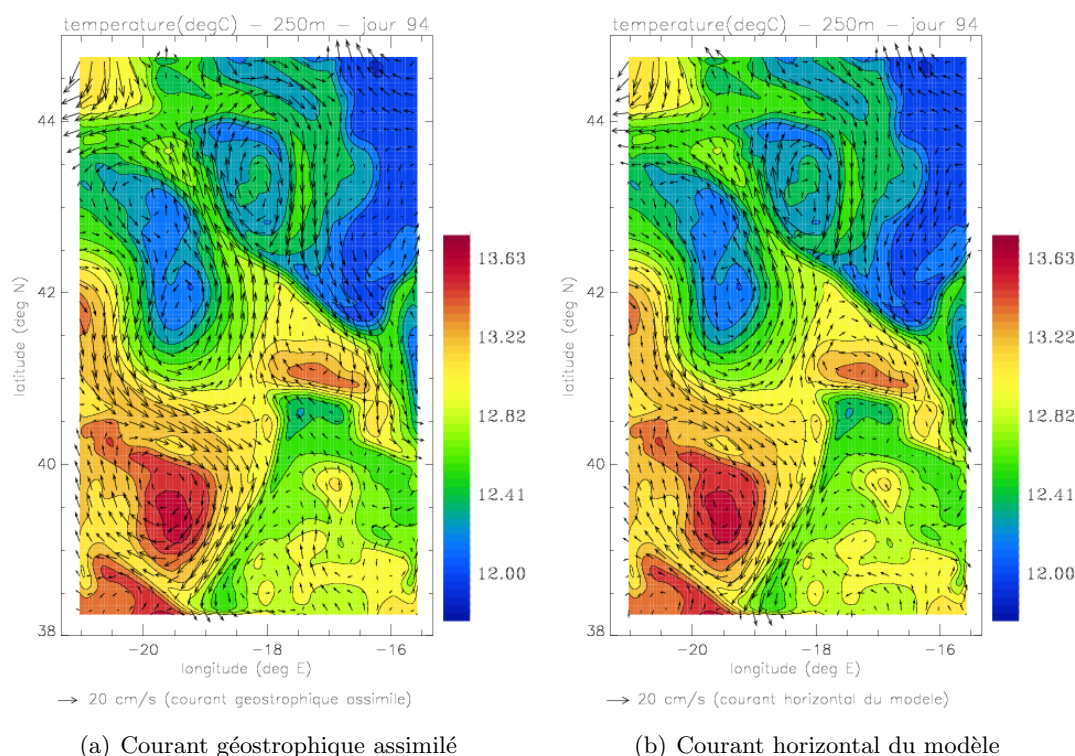 temperature(degC) – 250m – jour 94
44
42
40
38
latitude (deg N)
−20
−18
−16
longitude (deg E)
13.63
13.22
12.82
12.41
12.00
20 cm/s (courant geostrophique assimile)
(a) Courant géostrophique assimilé
temperature(degC) – 250m – jour 94
44
42
40
38
latitude (deg N)
−20
−18
−16
longitude (deg E)
13.63
13.22
12.82
12.41
12.00
20 cm/s (courant horizontal du modele)
(b) Courant horizontal du modèle